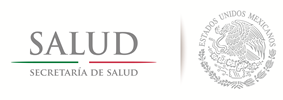 SALUD
SECRETARÍA DE SALUD
ESTADOS UNIDOS MEXICANOS